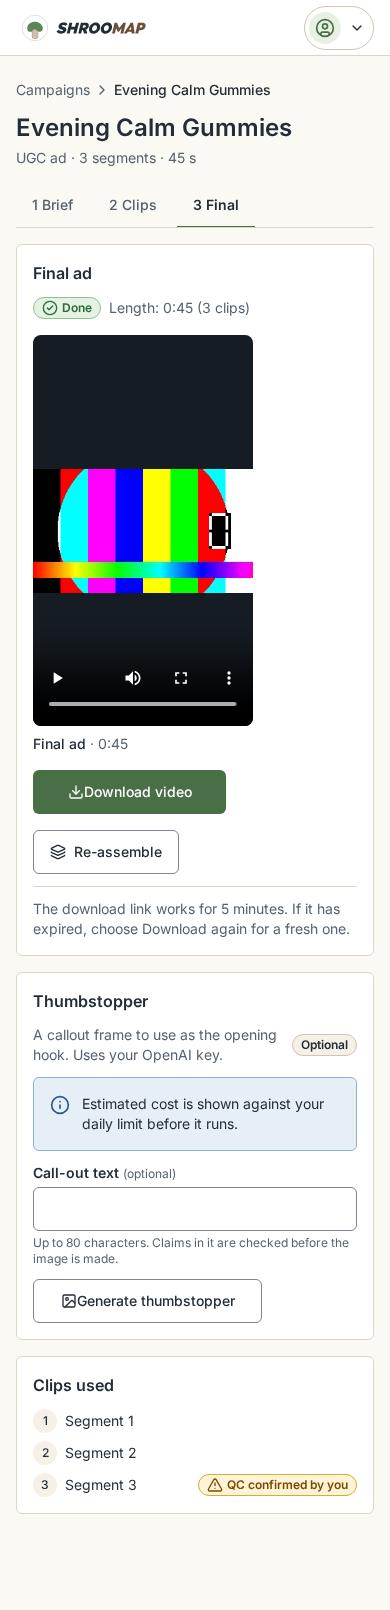 SHROOMAP
Campaigns > Evening Calm Gummies
Evening Calm Gummies
UGC ad · 3 segments · 45 s
1 Brief 2 Clips 3 Final
Final ad
Done Length: 0:45 (3 clips)
Final ad · 0:45
Download video
Re-assemble
The download link works for 5 minutes. If it has
expired, choose Download again for a fresh one.
Thumbstopper
A callout frame to use as the opening
hook. Uses your OpenAI key.
Optional
Estimated cost is shown against your
daily limit before it runs.
Call-out text (optional)
Up to 80 characters. Claims in it are checked before the
image is made.
Generate thumbstopper
Clips used
1 Segment 1
2 Segment 2
3 Segment 3 QC confirmed by you